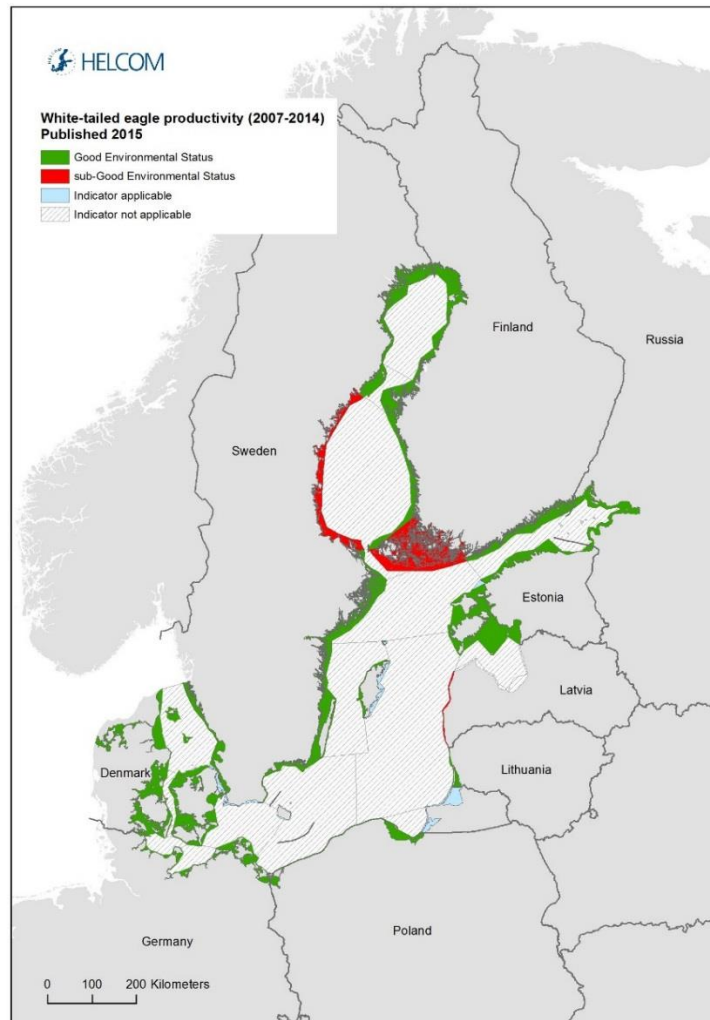 HELCOM
White-tailed eagle productivity (2007-2014)
Published 2015
Good Environmental Status
sub-Good Environmental Status
Indicator applicable
Indicator not applicable
Finland
Russia
Sweden
Estonia
Latvia
Denmark
Lithuania
Poland
Germany
0 100 200 Kilometers